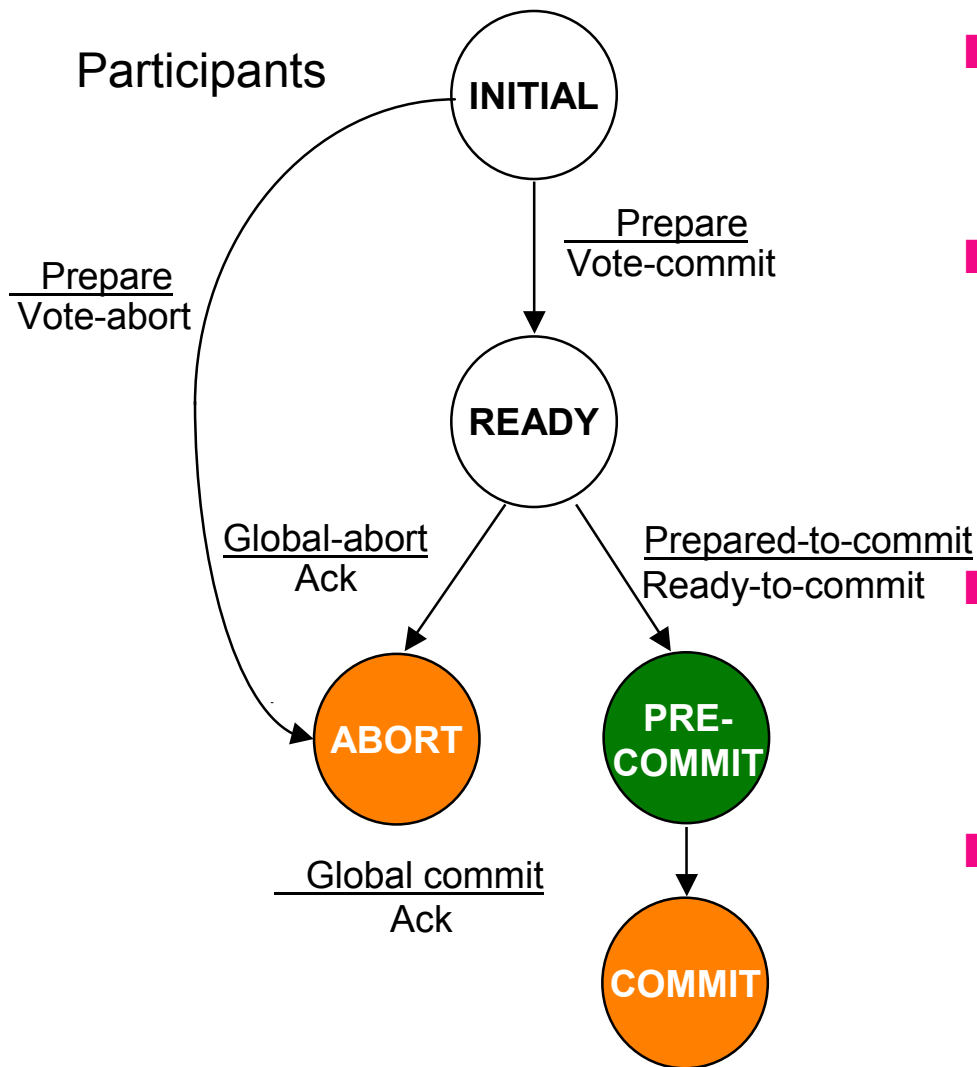 Participants
INITIAL
Prepare
Vote-commit
Prepare
Vote-abort
READY
Global-abort
Ack
Prepared-to-commit
Ready-to-commit
ABORT
PRE-
COMMIT
Global commit
Ack
COMMIT